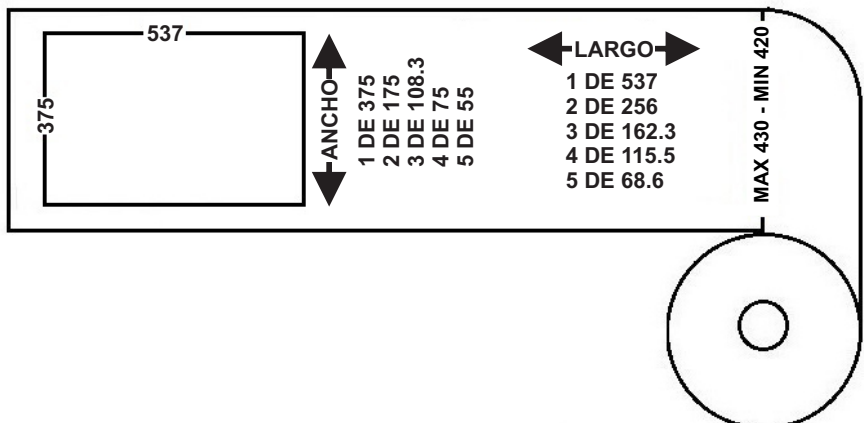 537
375
ANCHO
1 DE 375
2 DE 175
3 DE 108.3
4 DE 75
5 DE 55
LARGO
1 DE 537
2 DE 256
3 DE 162.3
4 DE 115.5
5 DE 68.6
MAX 430 - MIN 420